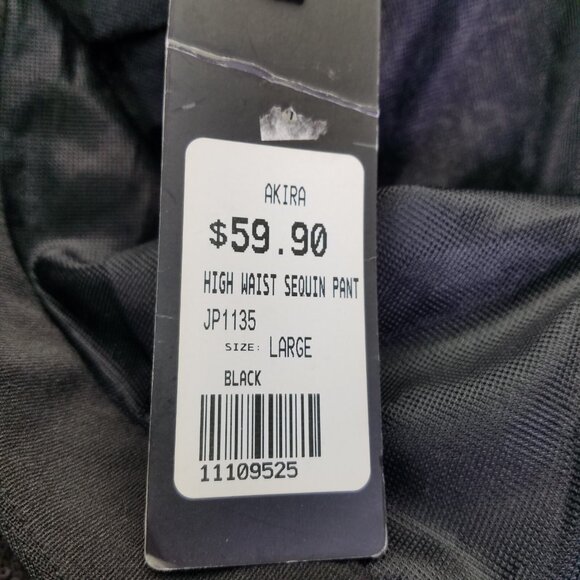 AKIRA
$59.90
HIGH WAIST SEQUIN PANT
JP1135
SIZE: LARGE
BLACK
11109525